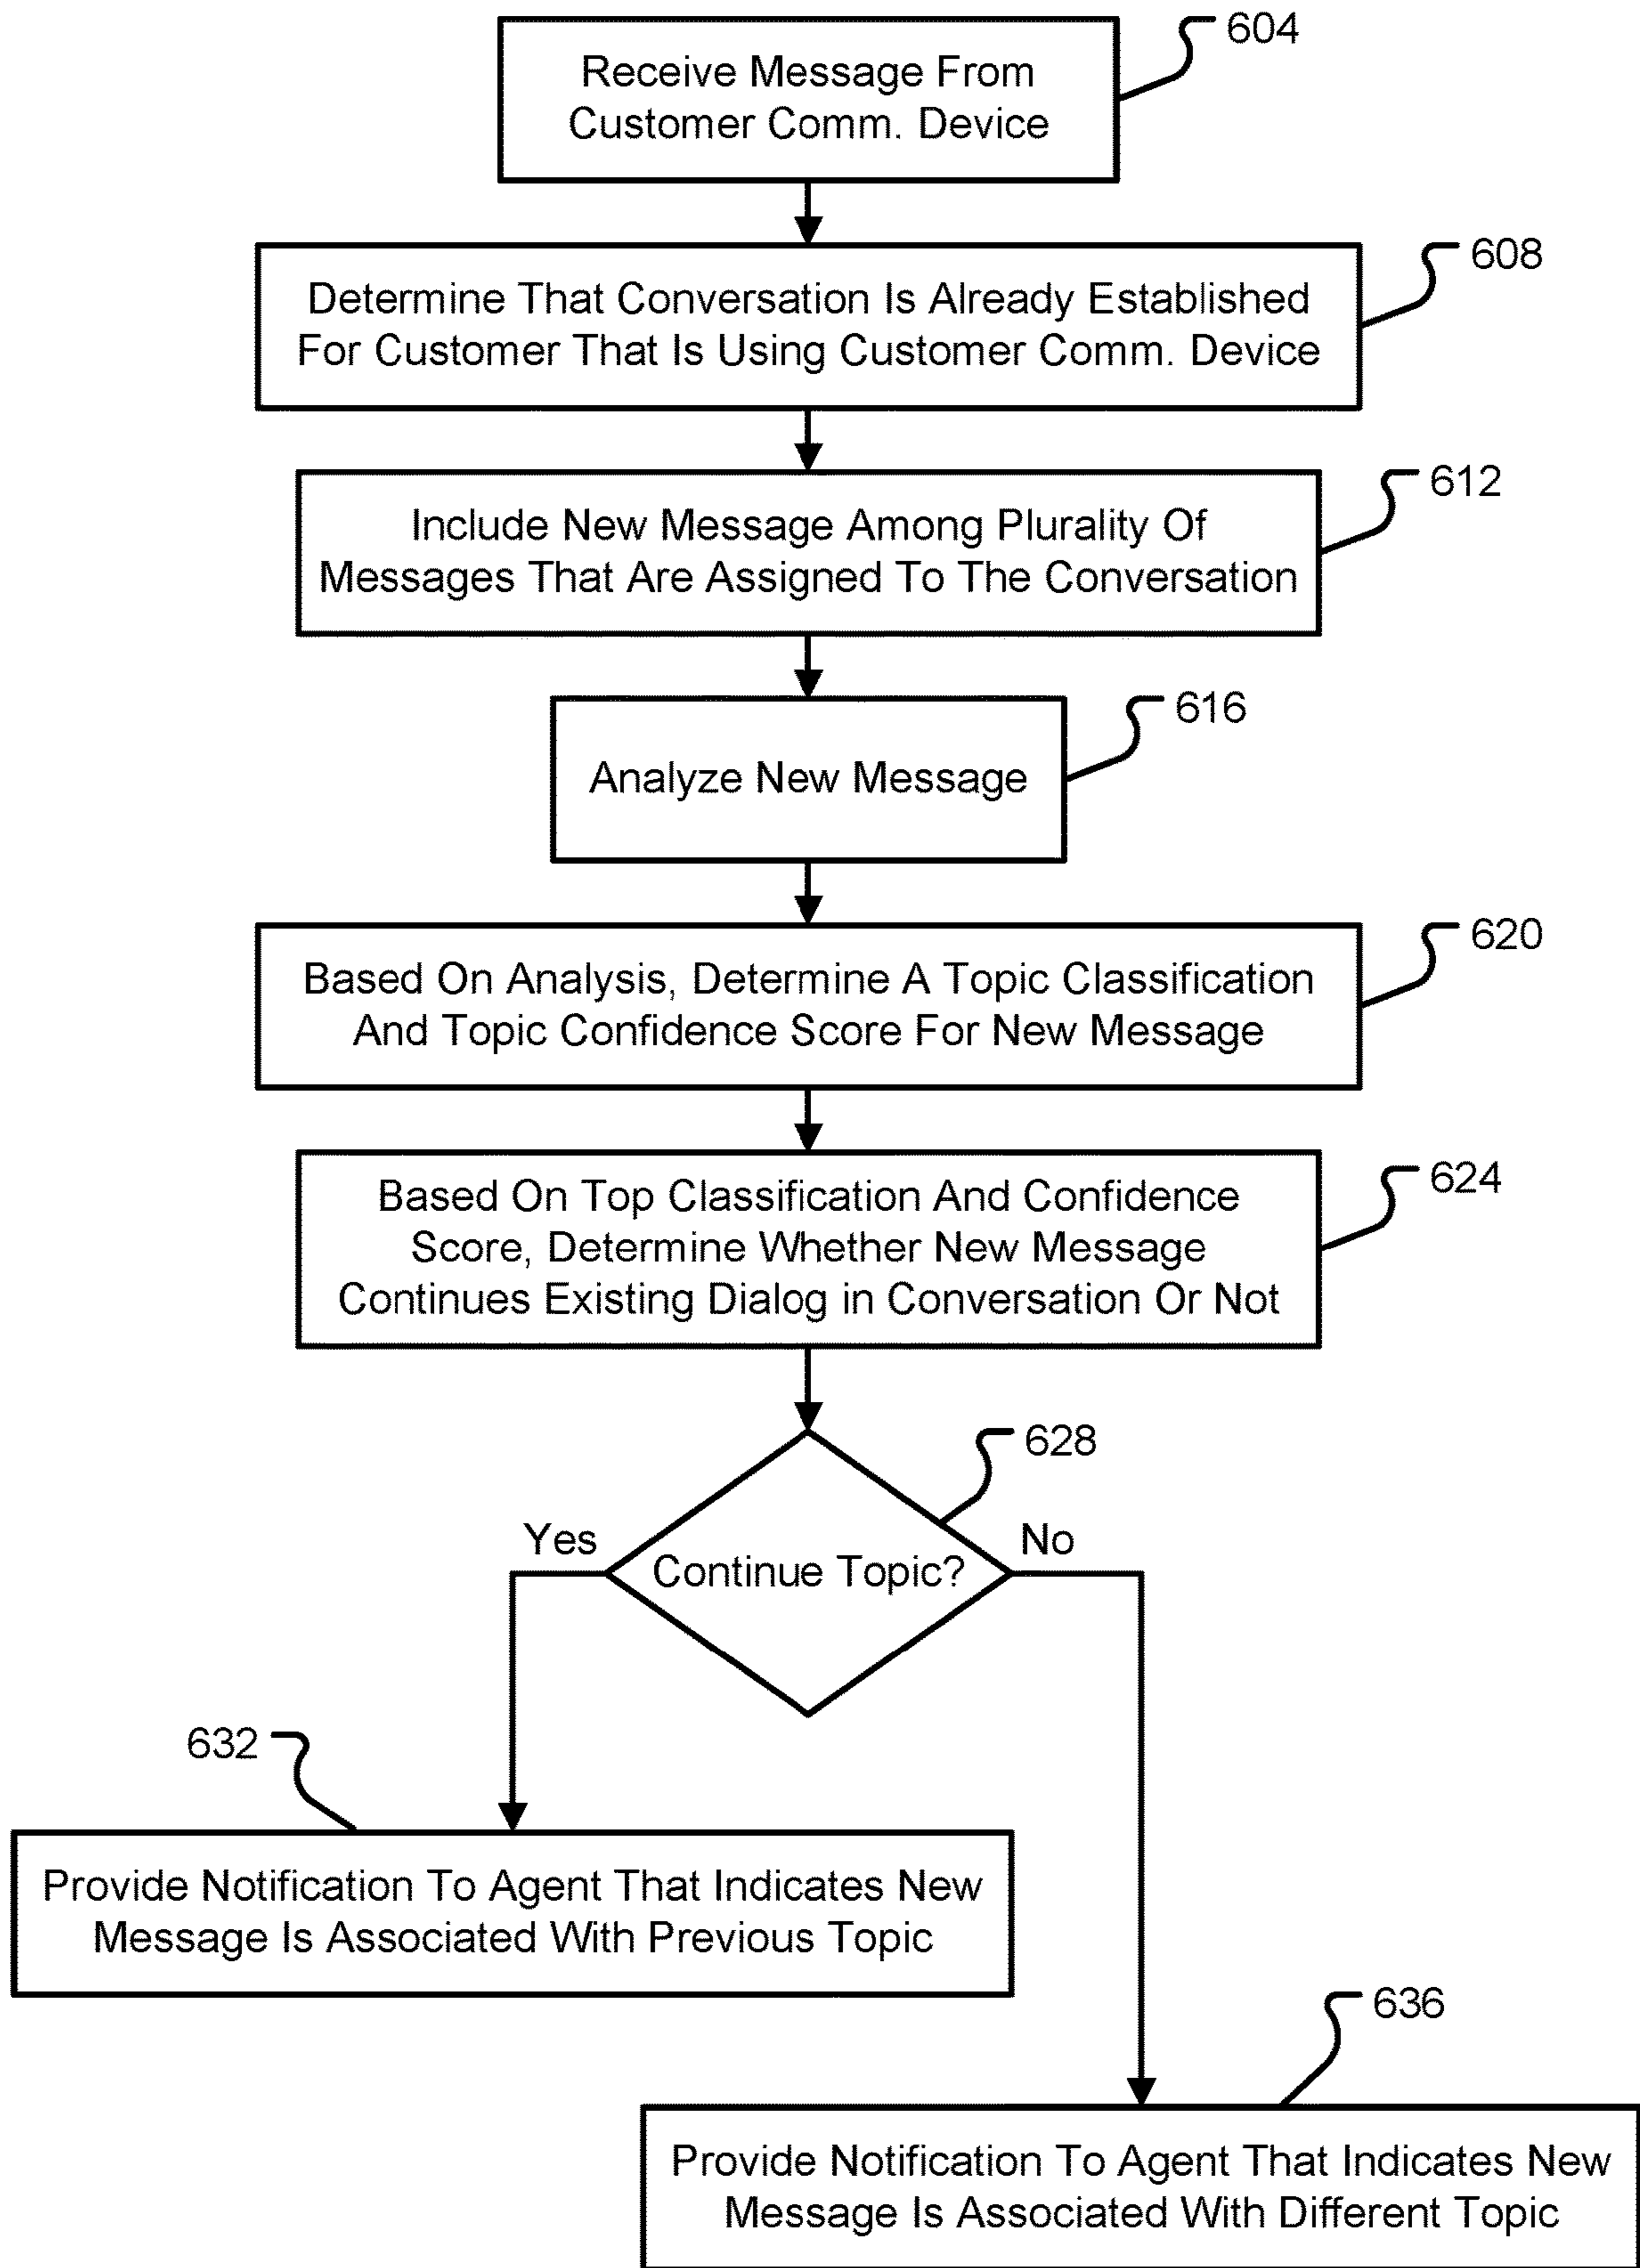 604
Receive Message From
Customer Comm. Device
608
Determine That Conversation Is Already Established
For Customer That Is Using Customer Comm. Device
612
Include New Message Among Plurality Of
Messages That Are Assigned To The Conversation
616
Analyze New Message
620
Based On Analysis, Determine A Topic Classification
And Topic Confidence Score For New Message
624
Based On Top Classification And Confidence
Score, Determine Whether New Message
Continues Existing Dialog in Conversation Or Not
628
Yes
No
Continue Topic?
632
Provide Notification To Agent That Indicates New
Message Is Associated With Previous Topic
636
Provide Notification To Agent That Indicates New
Message Is Associated With Different Topic